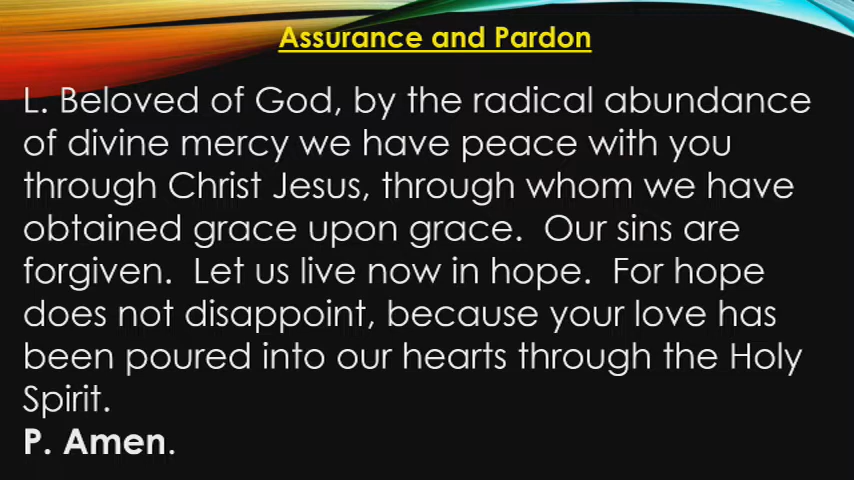 Assurance and Pardon
L. Beloved of God, by the radical abundance
of divine mercy we have peace with you
through Christ Jesus, through whom we have
obtained grace upon grace.  Our sins are
forgiven.  Let us live now in hope.  For hope
does not disappoint, because your love has
been poured into our hearts through the Holy
Spirit.
P. Amen.